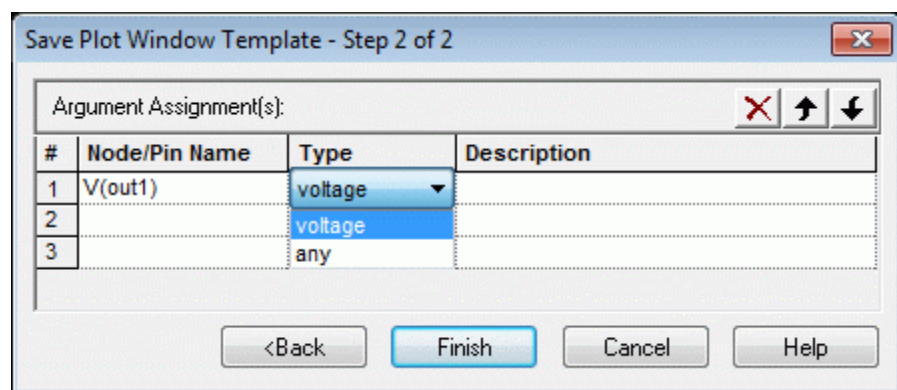 Save Plot Window Template - Step 2 of 2
Argument Assignment(s):
# Node/Pin Name Type Description
1 V(out1) voltage
2 voltage
3 any
<Back Finish Cancel Help